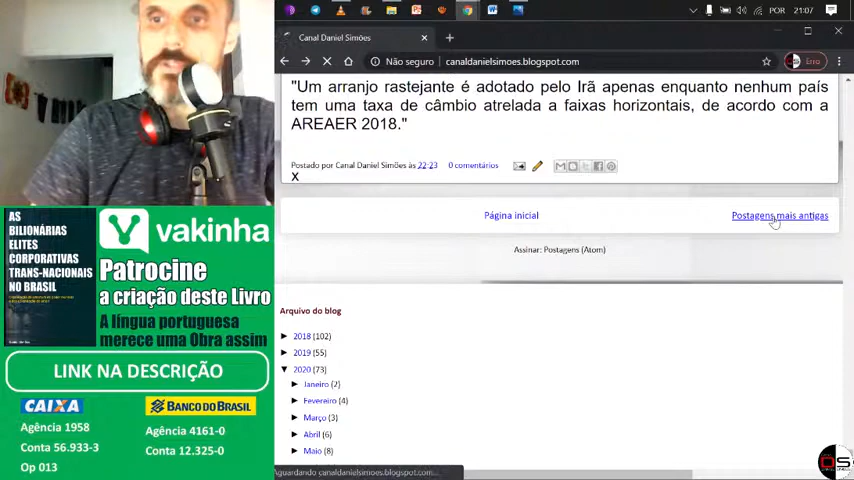 POR
07:21
Canal Daniel Simões
Não seguro
canaldanielsimoes.blogspot.com
Erro
"Um arranjo rastejante é adotado pelo Irã apenas enquanto nenhum país
tem uma taxa de câmbio atrelada a faixas horizontais, de acordo com a
AREAER 2018."
Postado por Canal Daniel Simões às 22:23
0 comentários
x
Página inicial
Postagens mais antigas
Assinar: Postagens (Atom)
Arquivo do blog
► 2018 (102)
► 2019 (55)
▼ 2020 (73)
► Janeiro (2)
► Fevereiro (4)
► Março (3)
► Abril (6)
► Maio (8)
Aguardando canaldanielsimoes.blogspot.com...
AS
BILIONÁRIAS
ELITES
CORPORATIVAS
TRANS-NACIONAIS
NO BRASIL
vakinha
Patrocine
a criação deste Livro
A língua portuguesa
merece uma Obra assim
LINK NA DESCRIÇÃO
CAIXA
Agência 1958
Conta 56.933-3
Op 013
BANCO DO BRASIL
Agência 4161-0
Conta 12.325-0
DS